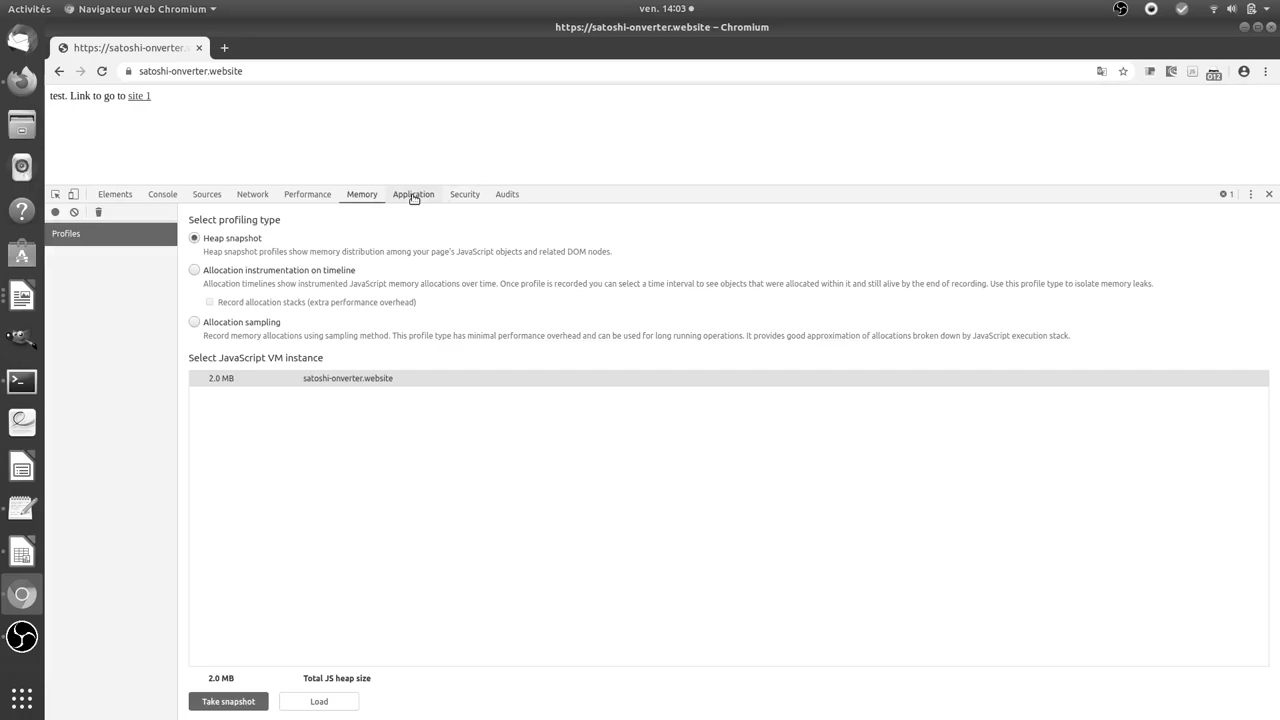 Activités Navigateur Web Chromium ven. 14:03
https://satoshi-onverter.website – Chromium
https://satoshi-onverter.
satoshi-onverter.website
test. Link to go to site 1
Elements Console Sources Network Performance Memory Application Security Audits 1
Profiles
Select profiling type
Heap snapshot
Heap snapshot profiles show memory distribution among your page's JavaScript objects and related DOM nodes.
Allocation instrumentation on timeline
Allocation timelines show instrumented JavaScript memory allocations over time. Once profile is recorded you can select a time interval to see objects that were allocated within it and still alive by the end of recording. Use this profile type to isolate memory leaks.
Record allocation stacks (extra performance overhead)
Allocation sampling
Record memory allocations using sampling method. This profile type has minimal performance overhead and can be used for long running operations. It provides good approximation of allocations broken down by JavaScript execution stack.
Select JavaScript VM instance
2.0 MB satoshi-onverter.website
2.0 MB Total JS heap size
Take snapshot Load